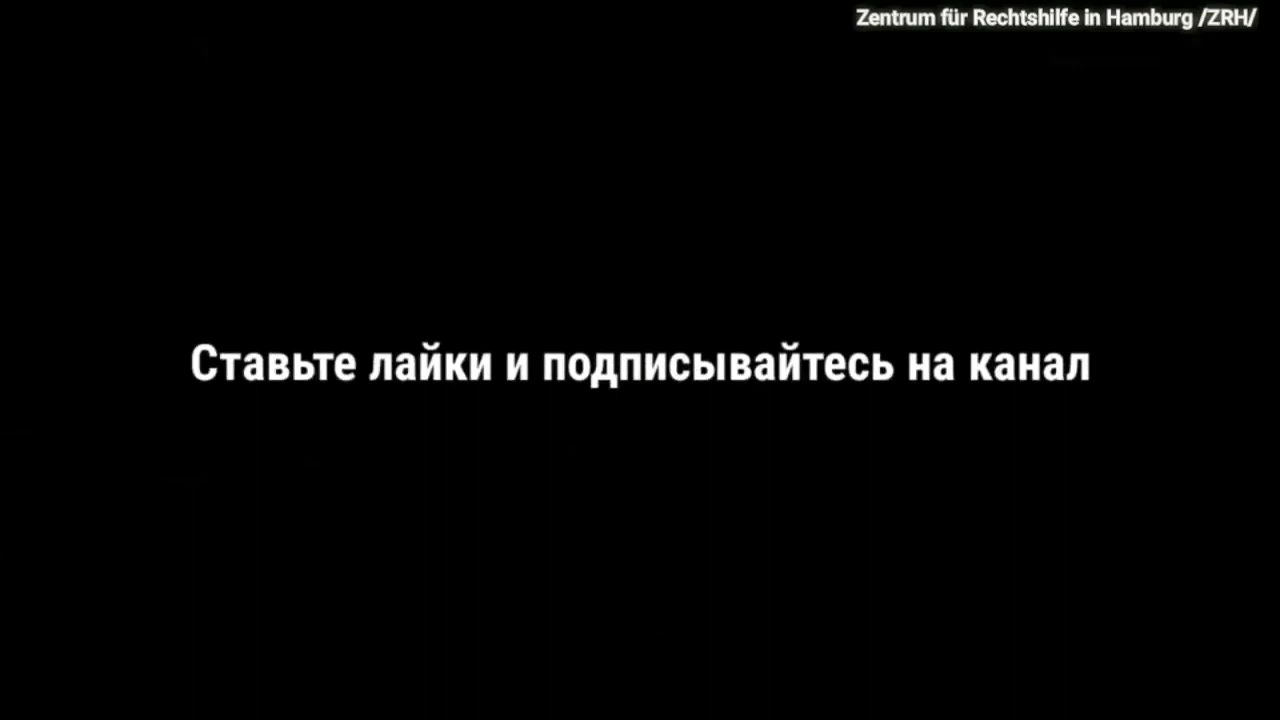 Zentrum für Rechtshilfe in Hamburg /ZRH/
Ставьте лайки и подписывайтесь на канал